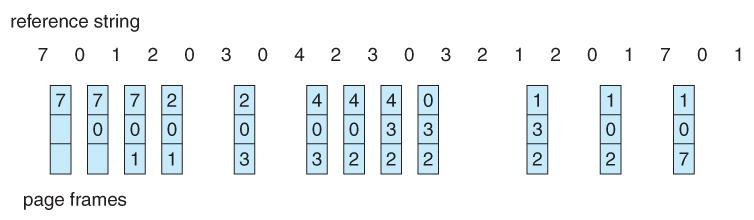 reference string
7 0 1 2 0 3 0 4 2 3 0 3 2 1 2 0 1 7 0 1
7 7 7 2 2 4 4 4 0 1 1 1
0 0 0 0 0 0 3 3 3 0 0
1 1 3 3 2 2 2 2 2 7
page frames